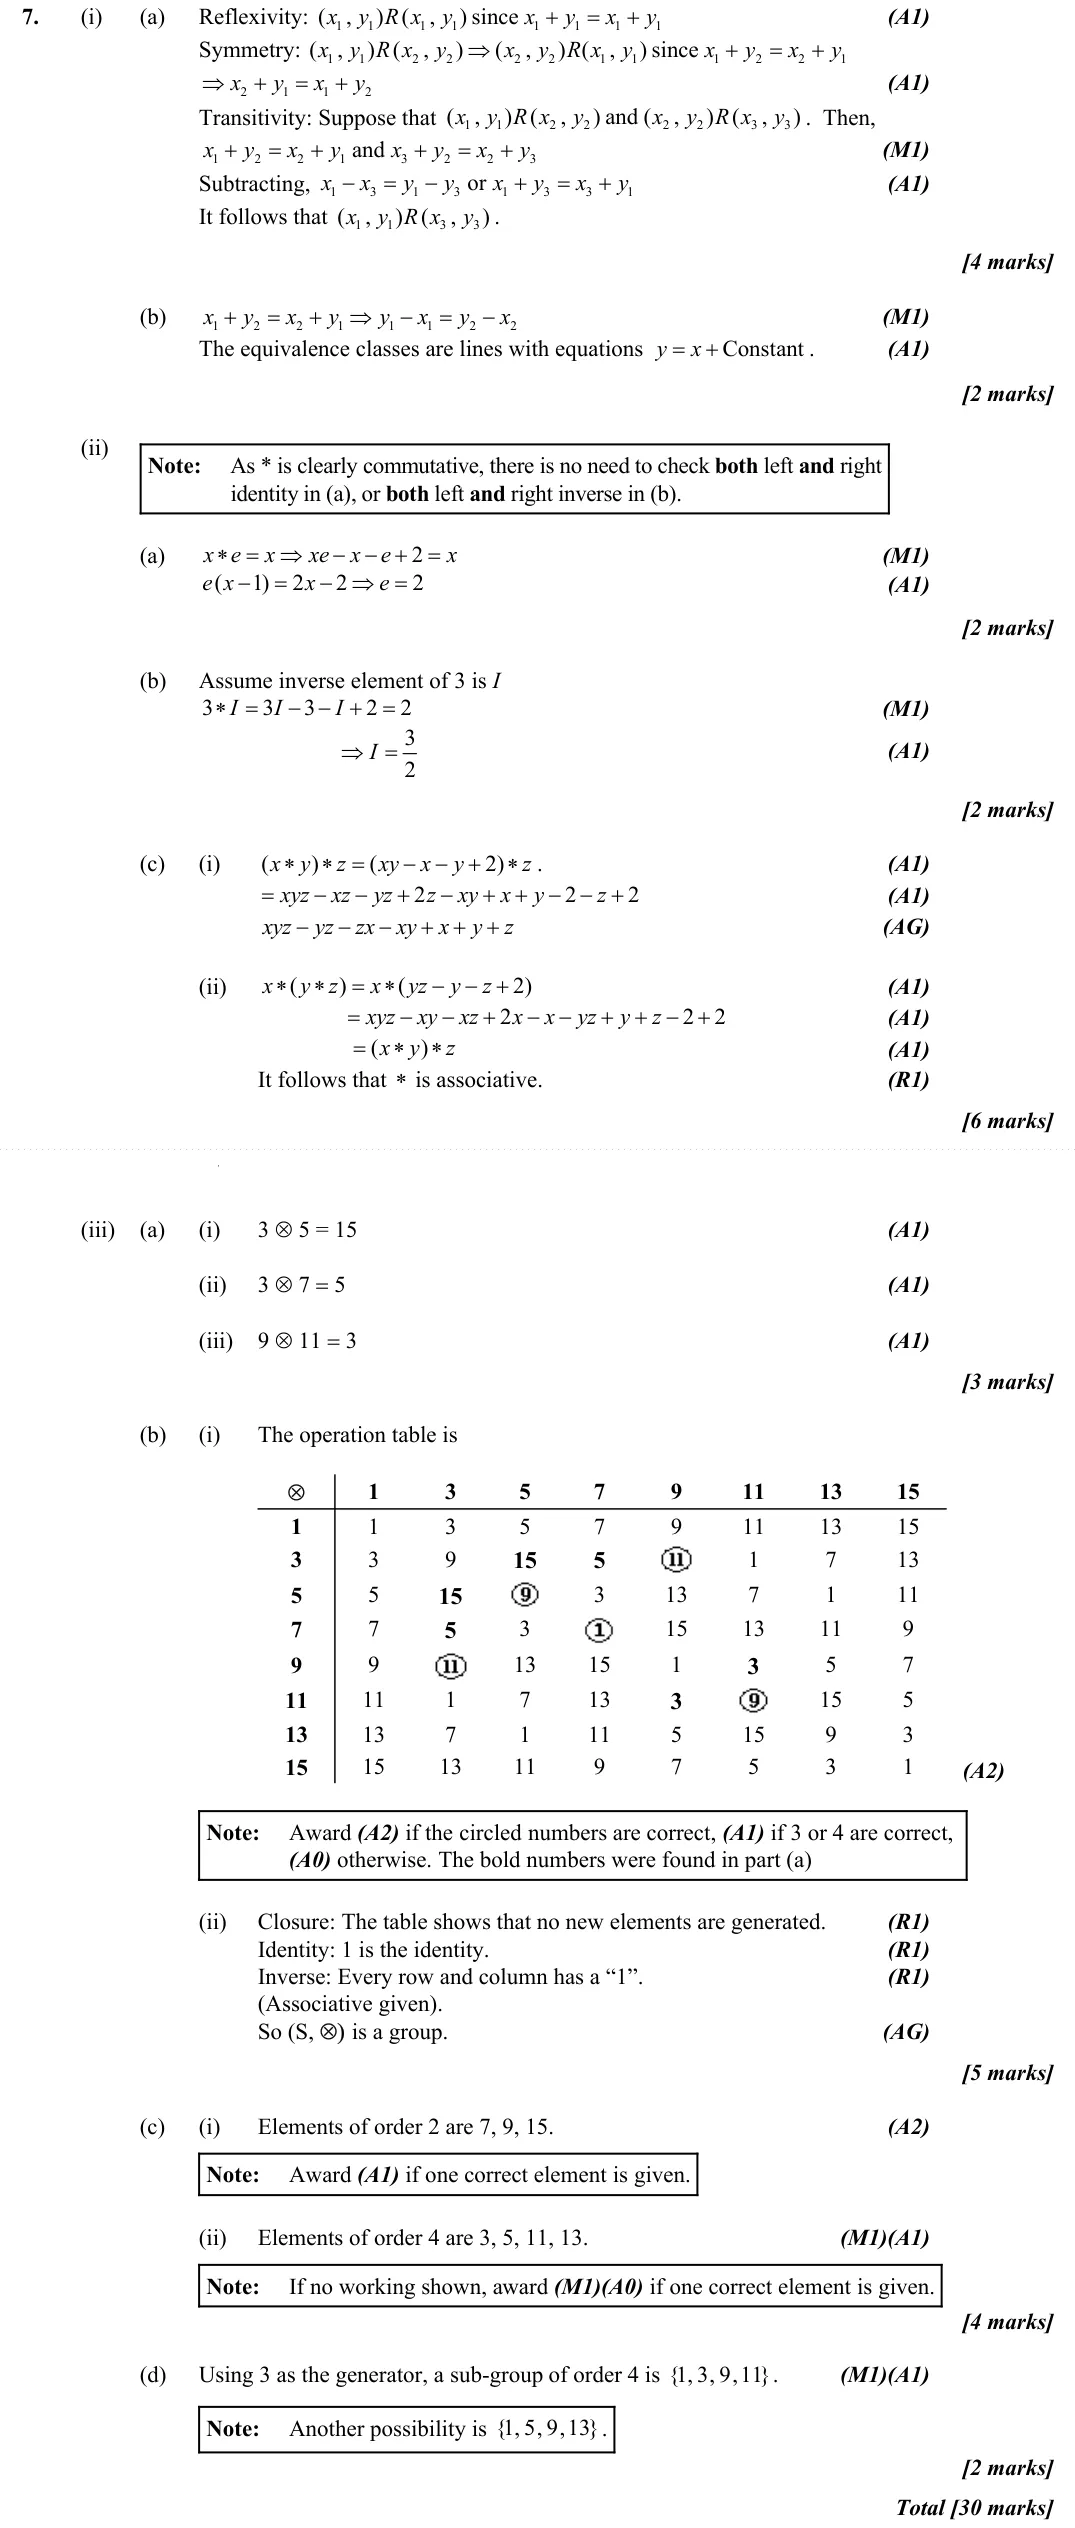 7. (i) (a) Reflexivity: (x₁, y₁)R(x₁, y₁) since x₁ + y₁ = x₁ + y₁ (A1)
Symmetry: (x₁, y₁)R(x₂, y₂) ⇒ (x₂, y₂)R(x₁, y₁) since x₁ + y₂ = x₂ + y₁
⇒ x₂ + y₁ = x₁ + y₂ (A1)
Transitivity: Suppose that (x₁, y₁)R(x₂, y₂) and (x₂, y₂)R(x₃, y₃). Then,
x₁ + y₂ = x₂ + y₁ and x₃ + y₂ = x₂ + y₃ (M1)
Subtracting, x₁ − x₃ = y₁ − y₃ or x₁ + y₃ = x₃ + y₁ (A1)
It follows that (x₁, y₁)R(x₃, y₃).
[4 marks]
(b) x₁ + y₂ = x₂ + y₁ ⇒ y₁ − x₁ = y₂ − x₂ (M1)
The equivalence classes are lines with equations y = x + Constant. (A1)
[2 marks]
(ii)
Note: As * is clearly commutative, there is no need to check both left and right
identity in (a), or both left and right inverse in (b).
(a) x * e = x ⇒ xe − x − e + 2 = x (M1)
e(x − 1) = 2x − 2 ⇒ e = 2 (A1)
[2 marks]
(b) Assume inverse element of 3 is I
3 * I = 3I − 3 − I + 2 = 2 (M1)
⇒ I = 3/2 (A1)
[2 marks]
(c) (i) (x * y) * z = (xy − x − y + 2) * z. (A1)
= xyz − xz − yz + 2z − xy + x + y − 2 − z + 2 (A1)
xyz − yz − zx − xy + x + y + z (AG)
(ii) x * (y * z) = x * (yz − y − z + 2) (A1)
= xyz − xy − xz + 2x − x − yz + y + z − 2 + 2 (A1)
= (x * y) * z (A1)
It follows that * is associative. (R1)
[6 marks]
(iii) (a) (i) 3 ⊗ 5 = 15 (A1)
(ii) 3 ⊗ 7 = 5 (A1)
(iii) 9 ⊗ 11 = 3 (A1)
[3 marks]
(b) (i) The operation table is
⊗ 1 3 5 7 9 11 13 15
1 1 3 5 7 9 11 13 15
3 3 9 15 5 11 1 7 13
5 5 15 9 3 13 7 1 11
7 7 5 3 1 15 13 11 9
9 9 11 13 15 1 3 5 7
11 11 1 7 13 3 9 15 5
13 13 7 1 11 5 15 9 3
15 15 13 11 9 7 5 3 1 (A2)
Note: Award (A2) if the circled numbers are correct, (A1) if 3 or 4 are correct,
(A0) otherwise. The bold numbers were found in part (a)
(ii) Closure: The table shows that no new elements are generated. (R1)
Identity: 1 is the identity. (R1)
Inverse: Every row and column has a “1”. (R1)
(Associative given).
So (S, ⊗) is a group. (AG)
[5 marks]
(c) (i) Elements of order 2 are 7, 9, 15. (A2)
Note: Award (A1) if one correct element is given.
(ii) Elements of order 4 are 3, 5, 11, 13. (M1)(A1)
Note: If no working shown, award (M1)(A0) if one correct element is given.
[4 marks]
(d) Using 3 as the generator, a sub-group of order 4 is {1, 3, 9, 11}. (M1)(A1)
Note: Another possibility is {1, 5, 9, 13}.
[2 marks]
Total [30 marks]